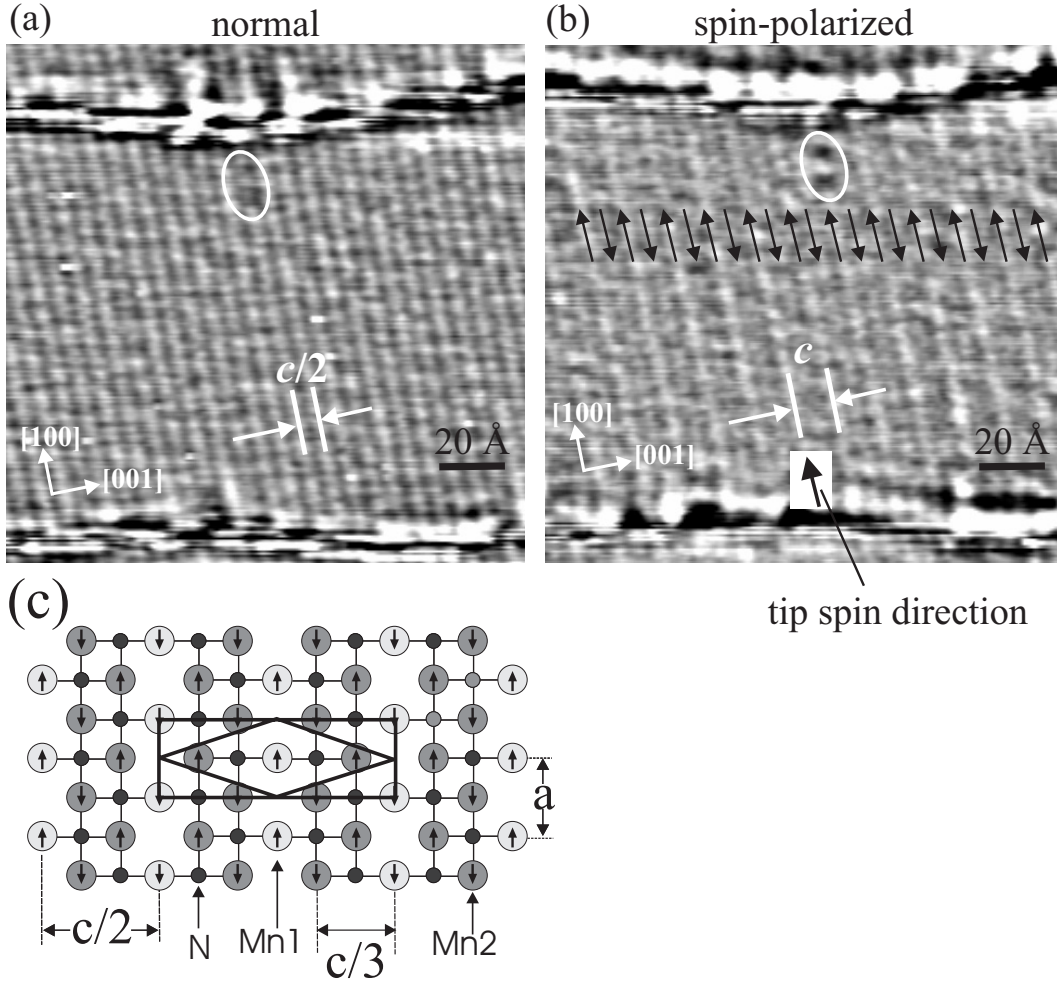 (a)
normal
(b)
spin-polarized
c/2
[100]
[001]
20 Å
c
[100]
[001]
20 Å
tip spin direction
(c)
a
c/2
N
Mn1
c/3
Mn2